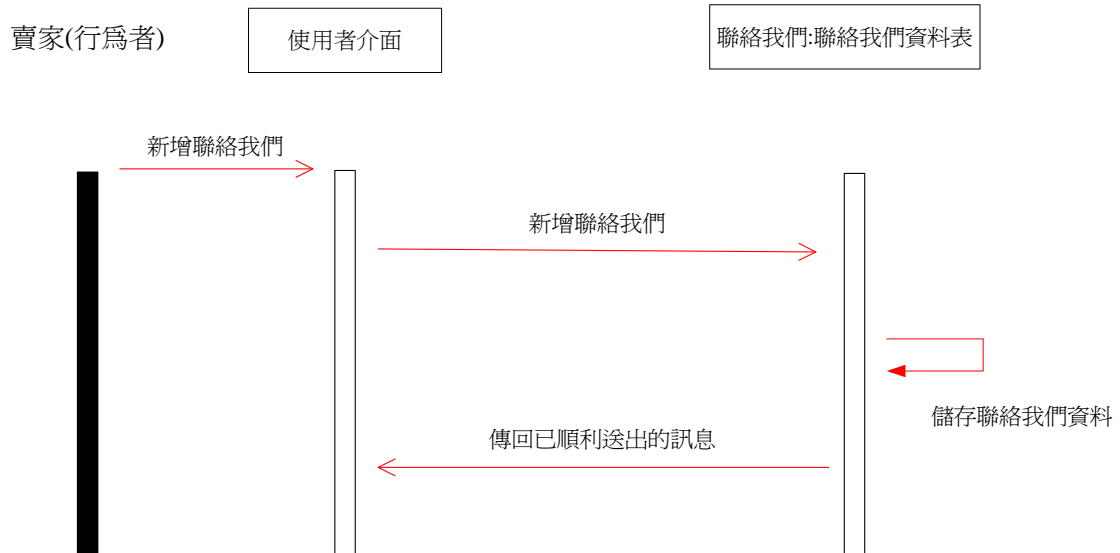 賣家(行為者)
使用者介面
聯絡我們:聯絡我們資料表
新增聯絡我們
新增聯絡我們
儲存聯絡我們資料
傳回已順利送出的訊息